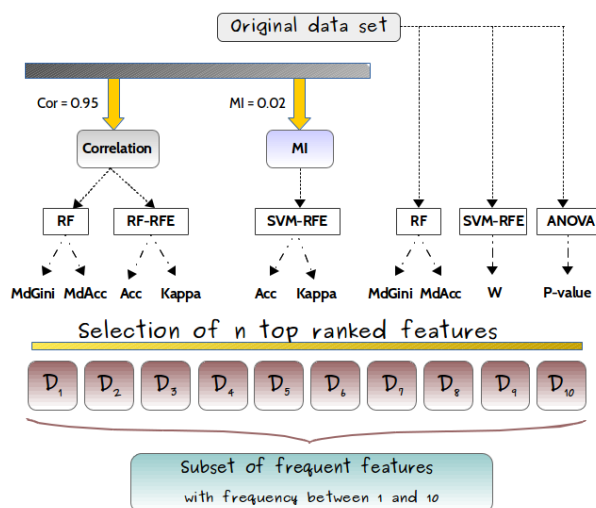 Original data set
Cor = 0.95
MI = 0.02
Correlation
MI
RF
RF-RFE
SVM-RFE
RF
SVM-RFE
ANOVA
MdGini MdAcc Acc Kappa Acc Kappa MdGini MdAcc W P-value
Selection of n top ranked features
D1 D2 D3 D4 D5 D6 D7 D8 D9 D10
Subset of frequent features
with frequency between 1 and 10